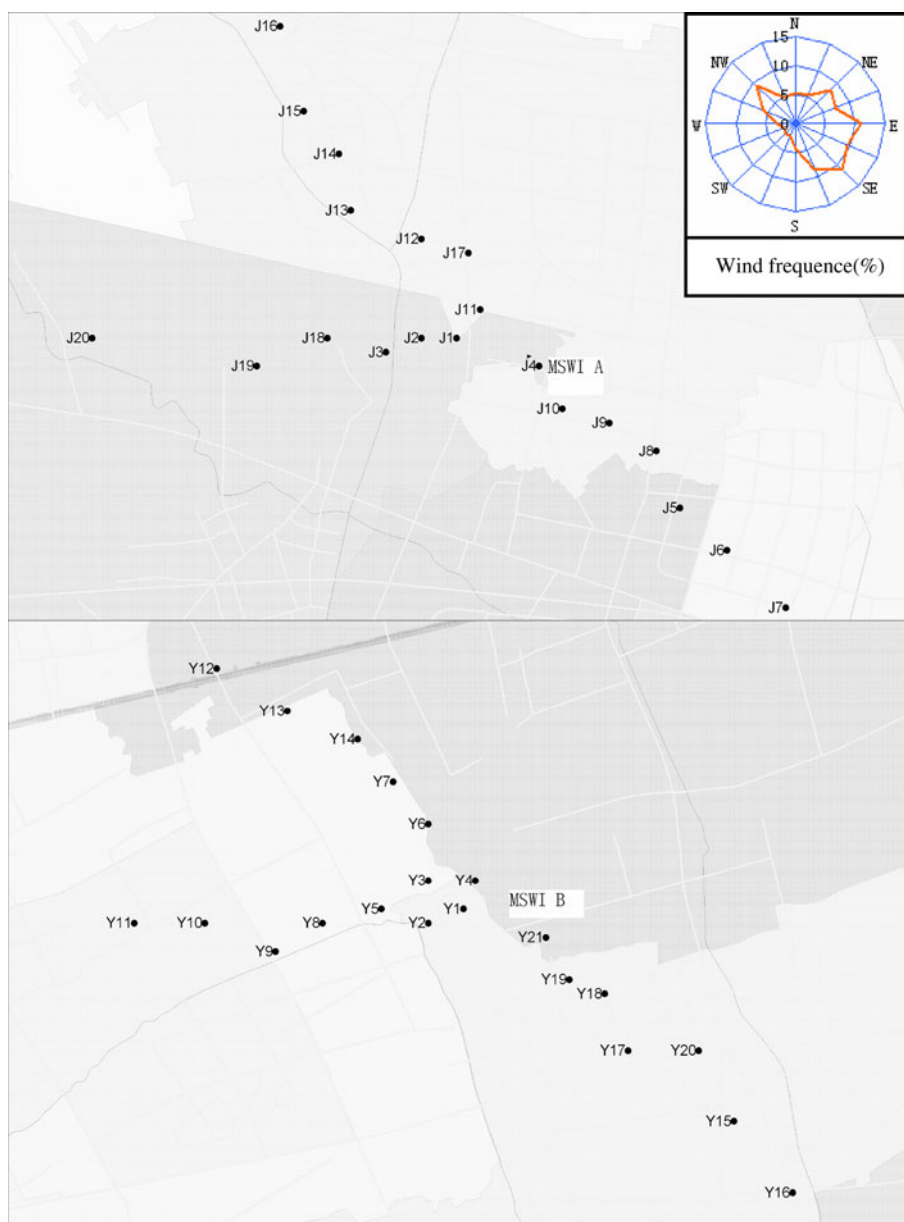 J16
N
15
NW
10
NE
J15
5
J14
W
0
E
J13
SW
SE
J12
S
J17
Wind frequence(%)
J11
J20
J18
J2
J1
J3
J19
J4
MSWI A
J10
J9
J8
J5
J6
J7
Y12
Y13
Y14
Y7
Y6
Y3
Y4
MSWI B
Y5
Y1
Y11
Y10
Y8
Y2
Y21
Y9
Y19
Y18
Y17
Y20
Y15
Y16